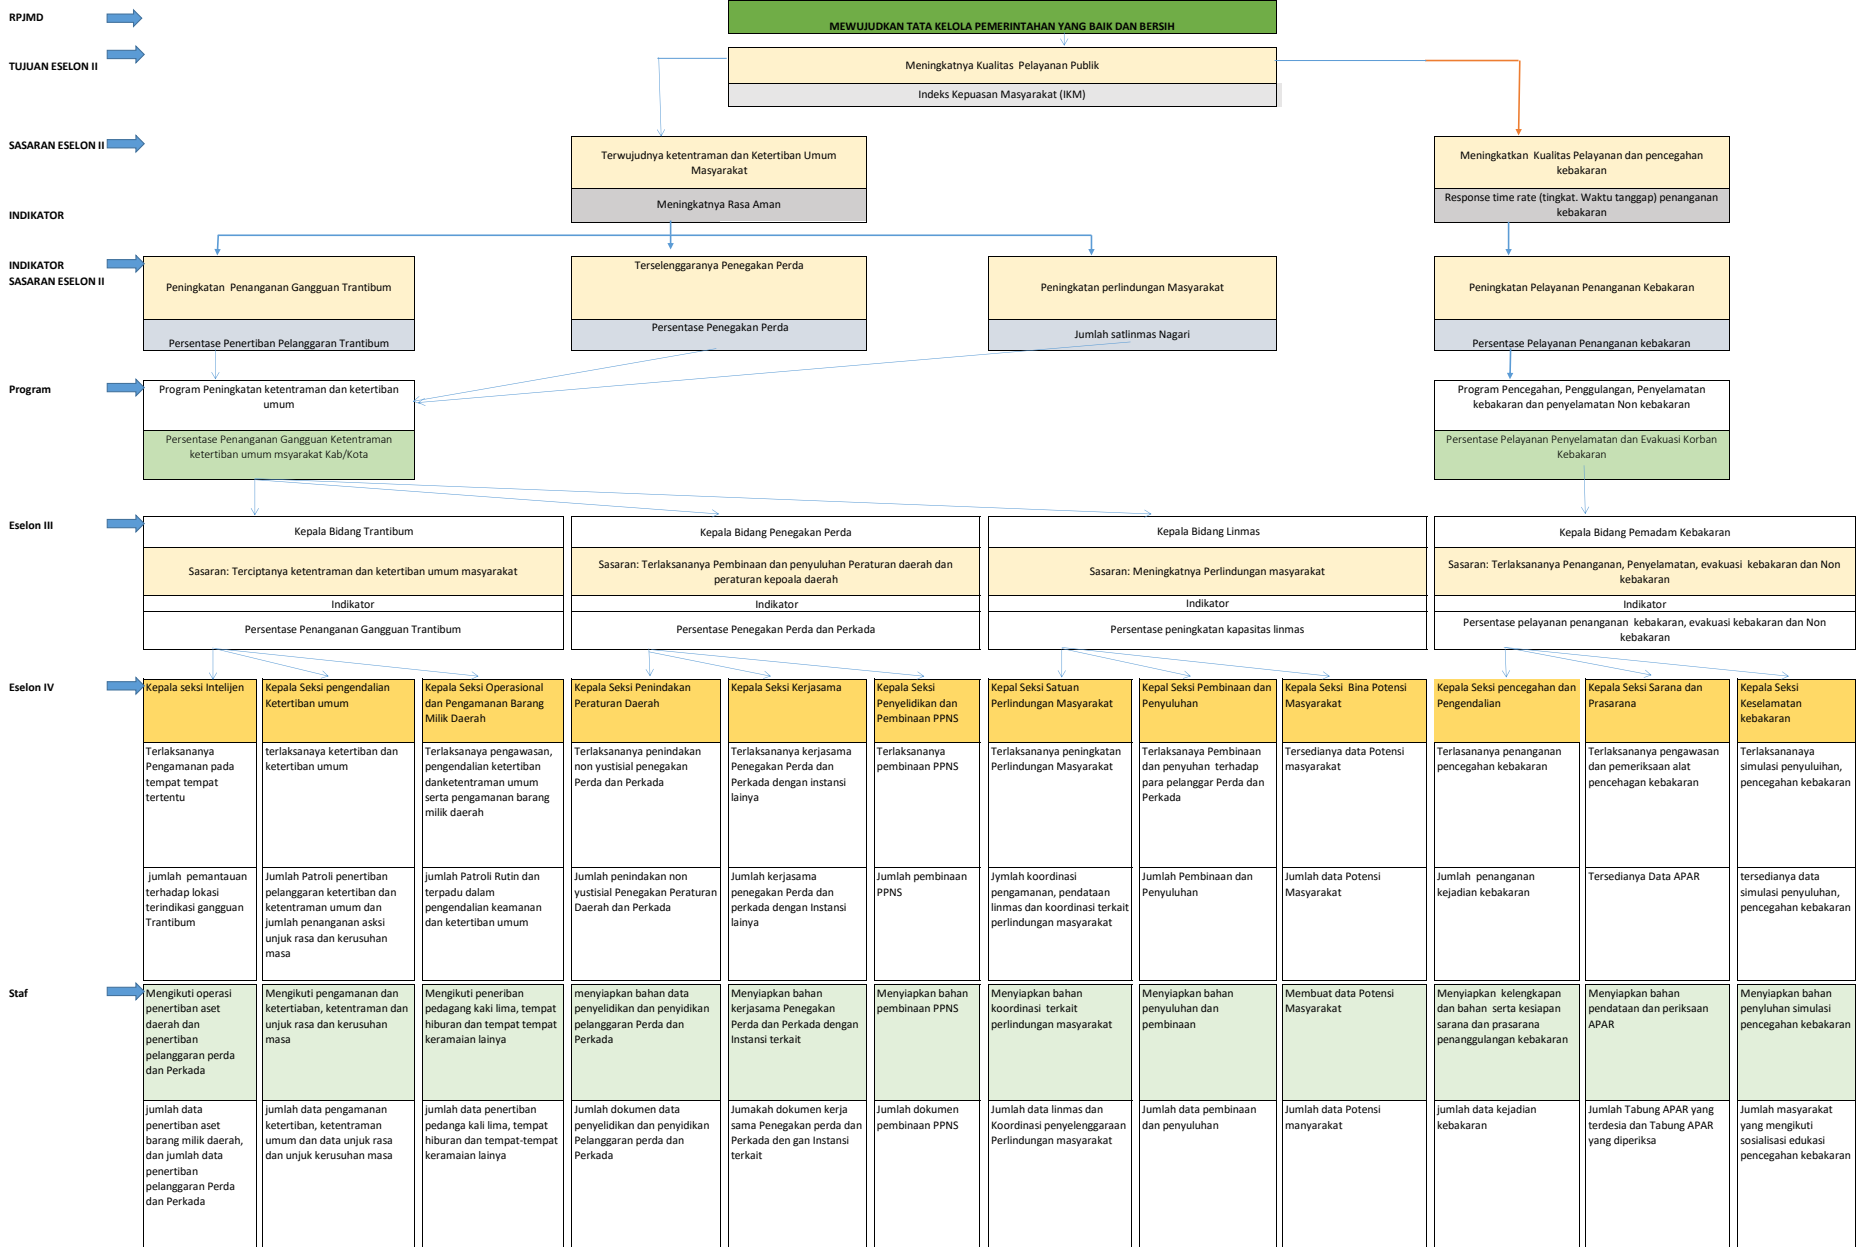 RPJMD
MEWUJUDKAN TATA KELOLA PEMERINTAHAN YANG BAIK DAN BERSIH
TUJUAN ESELON II
Meningkatnya Kualitas Pelayanan Publik
Indeks Kepuasan Masyarakat (IKM)
SASARAN ESELON II
Terwujudnya ketentraman dan Ketertiban Umum
Masyarakat
Meningkatkan Kualitas Pelayanan dan pencegahan
kebakaran
INDIKATOR
Meningkatnya Rasa Aman
Response time rate (tingkat. Waktu tanggap) penanganan
kebakaran
INDIKATOR
SASARAN ESELON II
Peningkatan Penanganan Gangguan Trantibum
Terselenggaranya Penegakan Perda
Peningkatan perlindungan Masyarakat
Peningkatan Pelayanan Penanganan Kebakaran
Persentase Penertiban Pelanggaran Trantibum
Persentase Penegakan Perda
Jumlah satlinmas Nagari
Persentase Pelayanan Penanganan kebakaran
Program
Program Peningkatan ketentraman dan ketertiban
umum
Program Pencegahan, Penggulangan, Penyelamatan
kebakaran dan penyelamatan Non kebakaran
Persentase Penanganan Gangguan Ketentraman
ketertiban umum msyarakat Kab/Kota
Persentase Pelayanan Penyelamatan dan Evakuasi Korban
Kebakaran
Eselon III
Kepala Bidang Trantibum
Kepala Bidang Penegakan Perda
Kepala Bidang Linmas
Kepala Bidang Pemadam Kebakaran
Sasaran: Terciptanya ketentraman dan ketertiban umum masyarakat
Sasaran: Terlaksananya Pembinaan dan penyuluhan Peraturan daerah dan
peraturan kepoala daerah
Sasaran: Meningkatnya Perlindungan masyarakat
Sasaran: Terlaksananya Penanganan, Penyelamatan, evakuasi kebakaran dan Non
kebakaran
Indikator
Indikator
Indikator
Indikator
Persentase Penanganan Gangguan Trantibum
Persentase Penegakan Perda dan Perkada
Persentase peningkatan kapasitas linmas
Persentase pelayanan penanganan kebakaran, evakuasi kebakaran dan Non
kebakaran
Eselon IV
Kepala seksi Intelijen
Kepala Seksi pengendalian
Ketertiban umum
Kepala Seksi Operasional
dan Pengamanan Barang
Milik Daerah
Kepala Seksi Penindakan
Peraturan Daerah
Kepala Seksi Kerjasama
Kepala Seksi
Penyelidikan dan
Pembinaan PPNS
Kepal Seksi Satuan
Perlindungan Masyarakat
Kepal Seksi Pembinaan dan
Penyuluhan
Kepala Seksi Bina Potensi
Masyarakat
Kepala Seksi pencegahan dan
Pengendalian
Kepala Seksi Sarana dan
Prasarana
Kepala Seksi
Keselamatan
kebakaran
Terlaksananya
Pengamanan pada
tempat tempat
tertentu
terlaksanaya ketertiban dan
ketertiban umum
Terlaksanaya pengawasan,
pengendalian ketertiban
danketentraman umum
serta pengamanan barang
milik daerah
Terlaksananya penindakan
non yustisial penegakan
Perda dan Perkada
Terlaksananya kerjasama
Penegakan Perda dan
Perkada dengan instansi
lainya
Terlaksananya
pembinaan PPNS
Terlaksananya peningkatan
Perlindungan Masyarakat
Terlaksanaya Pembinaan
dan penyuhan terhadap
para pelanggar Perda dan
Perkada
Tersedianya data Potensi
masyarakat
Terlasananya penanganan
pencegahan kebakaran
Terlaksananya pengawasan
dan pemeriksaan alat
pencehagan kebakaran
Terlaksananaya
simulasi penyuluihan,
pencegahan kebakaran
jumlah pemantauan
terhadap lokasi
terindikasi gangguan
Trantibum
Jumlah Patroli penertiban
pelanggaran ketertiban dan
ketentraman umum dan
jumlah penanganan asksi
unjuk rasa dan kerusuhan
masa
jumlah Patroli Rutin dan
terpadu dalam
pengendalian keamanan
dan ketertiban umum
Jumlah penindakan non
yustisial Penegakan Peraturan
Daerah dan Perkada
Jumlah kerjasama
penegakan Perda dan
perkada dengan Instansi
lainya
Jumlah pembinaan
PPNS
Jymlah koordinasi
pengamanan, pendataan
linmas dan koordinasi terkait
perlindungan masyarakat
Jumlah Pembinaan dan
Penyuluhan
Jumlah data Potensi
Masyarakat
Jumlah penanganan
kejadian kebakaran
Tersedianya Data APAR
tersedianya data
simulasi penyuluhan,
pencegahan kebakaran
Staf
Mengikuti operasi
penertiban aset
daerah dan
penertiban
pelanggaran perda
dan Perkada
Mengikuti pengamanan dan
ketertiaban, ketentraman dan
unjuk rasa dan kerusuhan
masa
Mengikuti peneriban
pedagang kaki lima, tempat
hiburan dan tempat tempat
keramaian lainya
menyiapkan bahan data
penyelidikan dan penyidikan
pelanggaran Perda dan
Perkada
Menyiapkan bahan
kerjasama Penegakan
Perda dan Perkada dengan
Instansi terkait
Menyiapkan bahan
pembinaan PPNS
Menyiapkan bahan
koordinasi terkait
perlindungan masyarakat
Menyiapkan bahan
penyuluhan dan
pembinaan
Membuat data Potensi
Masyarakat
Menyiapkan kelengkapan
dan bahan serta kesiapan
sarana dan prasarana
penanggulangan kebakaran
Menyiapkan bahan
pendataan dan periksaan
APAR
Menyiapkan bahan
penyluhan simulasi
pencegahan kebakaran
jumlah data
penertiban aset
barang milik daerah,
dan jumlah data
penertiban
pelanggaran Perda
dan Perkada
jumlah data pengamanan
ketertiban, ketentraman
umum dan data unjuk rasa
dan unjuk kerusuhan masa
jumlah data penertiban
pedanga kali lima, tempat
hiburan dan tempat-tempat
keramaian lainya
Jumlah dokumen data
penyelidikan dan penyidikan
Pelanggaran perda dan
Perkada
Jumakah dokumen kerja
sama Penegakan perda dan
Perkada den gan Instansi
terkait
Jumlah dokumen
pembinaan PPNS
Jumlah data linmas dan
Koordinasi penyelenggaraan
Perlindungan masyarakat
Jumlah data pembinaan
dan penyuluhan
Jumlah data Potensi
manyarakat
jumlah data kejadian
kebakaran
Jumlah Tabung APAR yang
terdesia dan Tabung APAR
yang diperiksa
Jumlah masyarakat
yang mengikuti
sosialisasi edukasi
pencegahan kebakaran